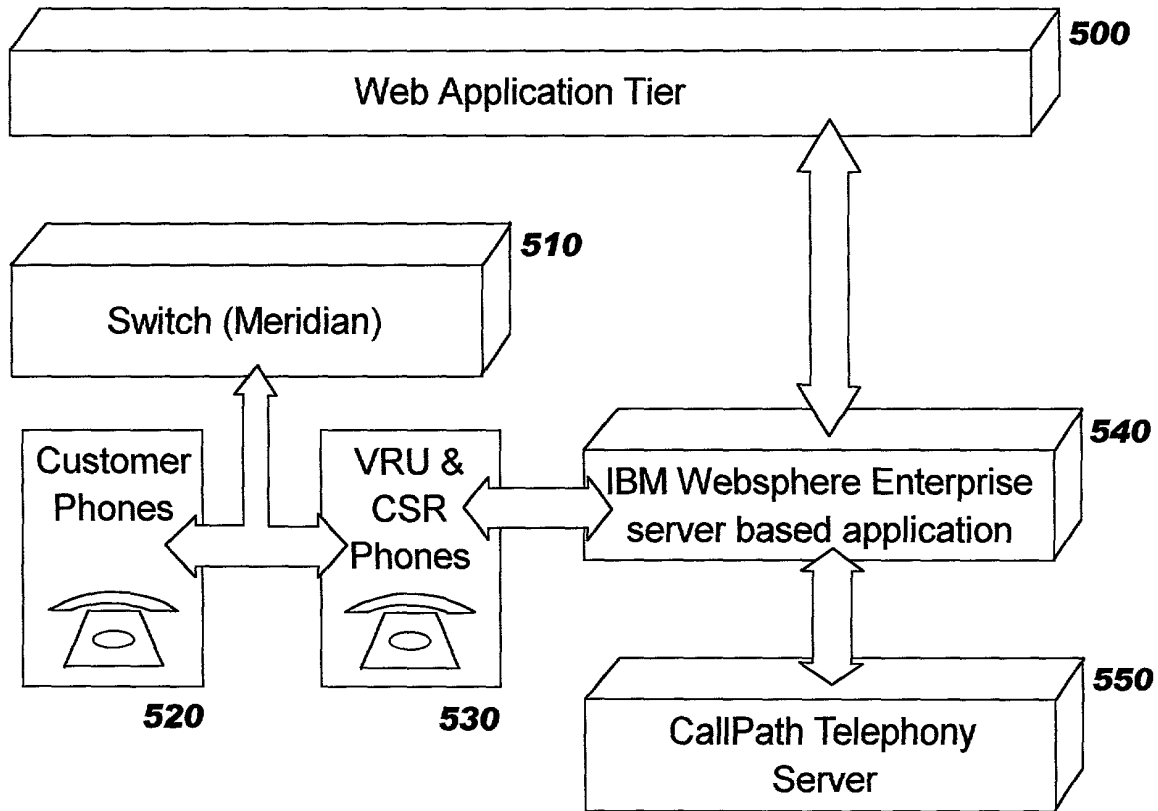 500
Web Application Tier
510
Switch (Meridian)
Customer
Phones
520
VRU &
CSR
Phones
530
540
IBM Websphere Enterprise
server based application
550
CallPath Telephony
Server